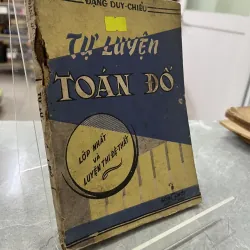 ĐẶNG DUY-CHIỂU
TỰ LUYỆN
TOÁN ĐỐ
LỚP NHẤT
VÀ
LUYỆN THI ĐỆ THẤT